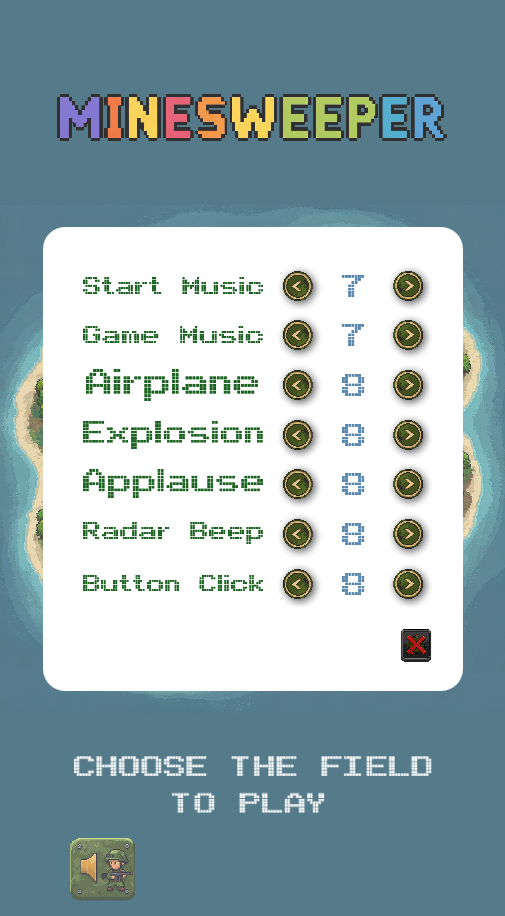 MINESWEEPER
Start Music < 7 >
Game Music < 7 >
Airplane < 8 >
Explosion < 8 >
Applause < 8 >
Radar Beep < 8 >
Button Click < 8 >
CHOOSE THE FIELD
TO PLAY